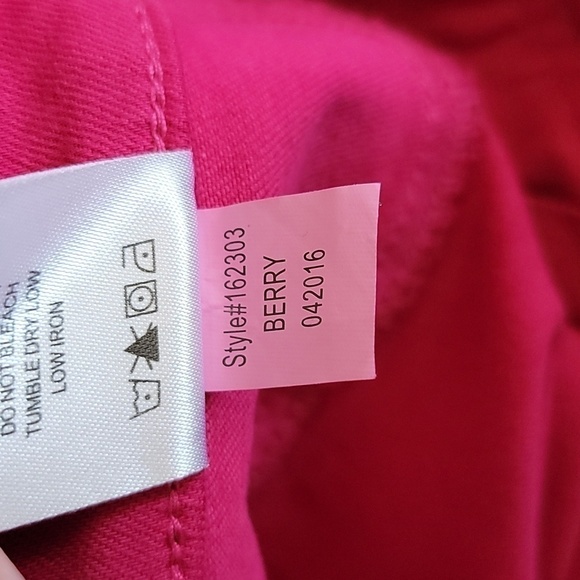 DO NOT BLEACH
TUMBLE DRY LOW
LOW IRON
Style#162303
BERRY
042016